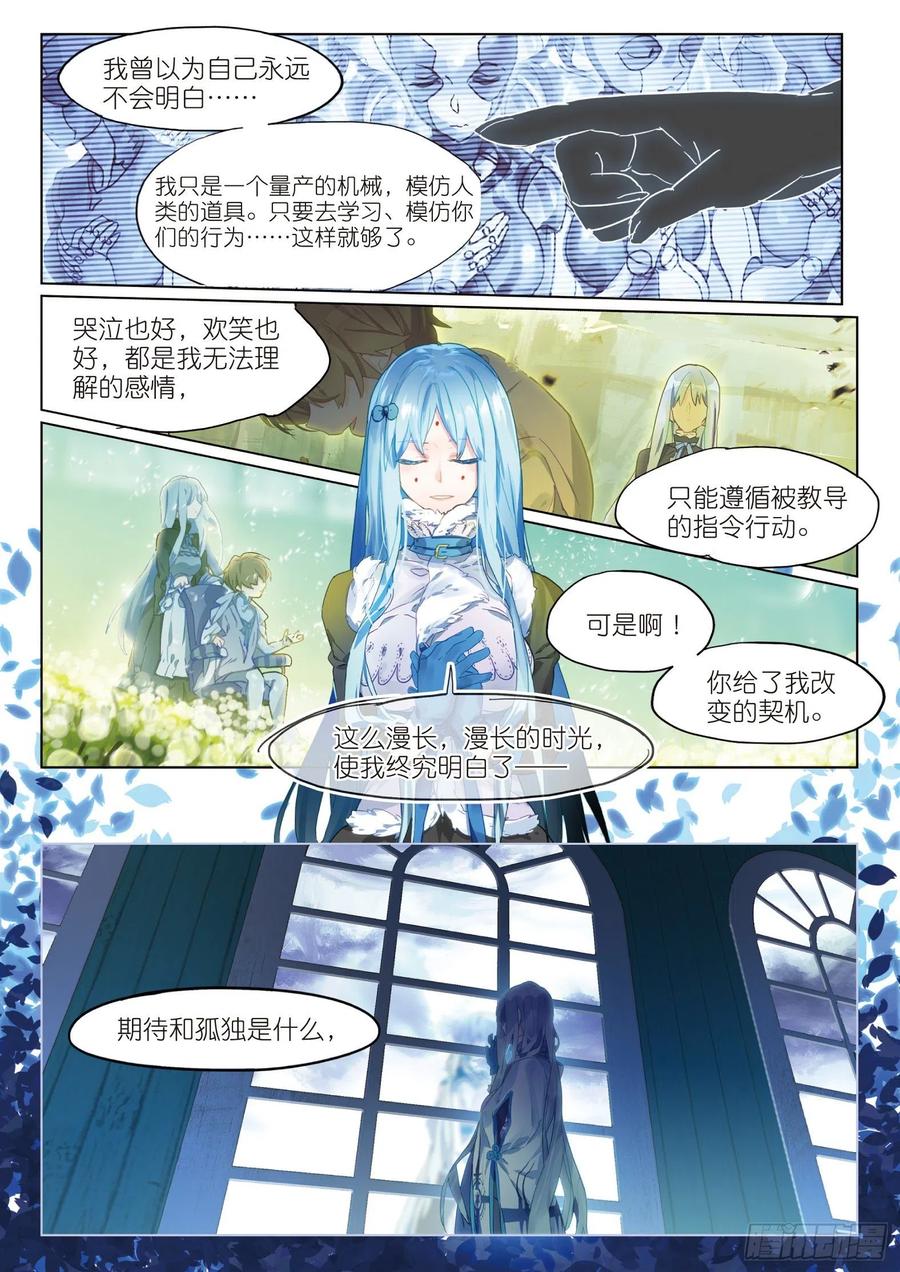 我曾以为自己永远
不会明白……
我只是一个量产的机械，模仿人
类的道具。只要去学习、模仿你
们的行为……这样就够了。
哭泣也好，欢笑也
好，都是我无法理
解的感情，
只能遵循被教导
的指令行动。
可是啊！
你给了我改
变的契机。
这么漫长，漫长的时光，
使我终究明白了——
期待和孤独是什么，
腾讯动漫